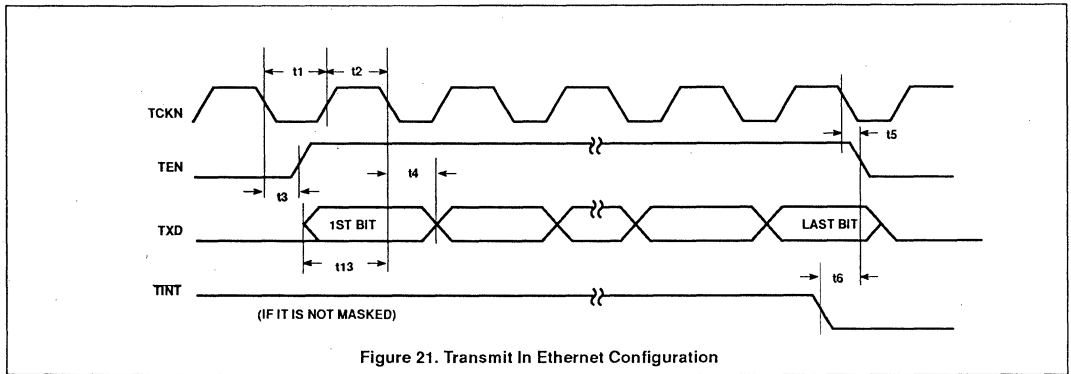 t1 t2
TCKN
t5
TEN
t3 t4
TXD 1ST BIT LAST BIT
t13 t6
TINT
(IF IT IS NOT MASKED)
Figure 21. Transmit In Ethernet Configuration